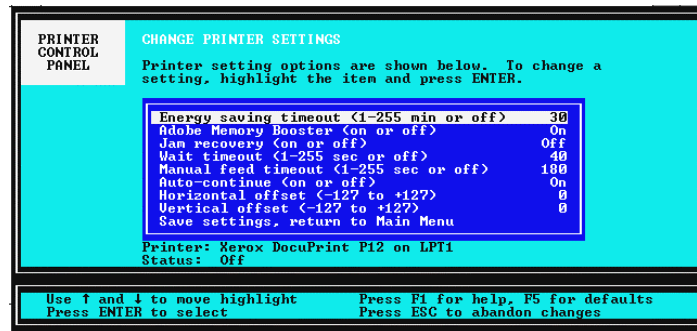 PRINTER
CONTROL
PANEL
CHANGE PRINTER SETTINGS
Printer setting options are shown below.  To change a
setting, highlight the item and press ENTER.
Energy saving timeout (1-255 min or off) 30
Adobe Memory Booster (on or off) On
Jam recovery (on or off) Off
Wait timeout (1-255 sec or off) 40
Manual feed timeout (1-255 sec or off) 180
Auto-continue (on or off) On
Horizontal offset (-127 to +127) 0
Vertical offset (-127 to +127) 0
Save settings, return to Main Menu
Printer: Xerox DocuPrint P12 on LPT1
Status:  Off
Use ↑ and ↓ to move highlight Press F1 for help, F5 for defaults
Press ENTER to select Press ESC to abandon changes